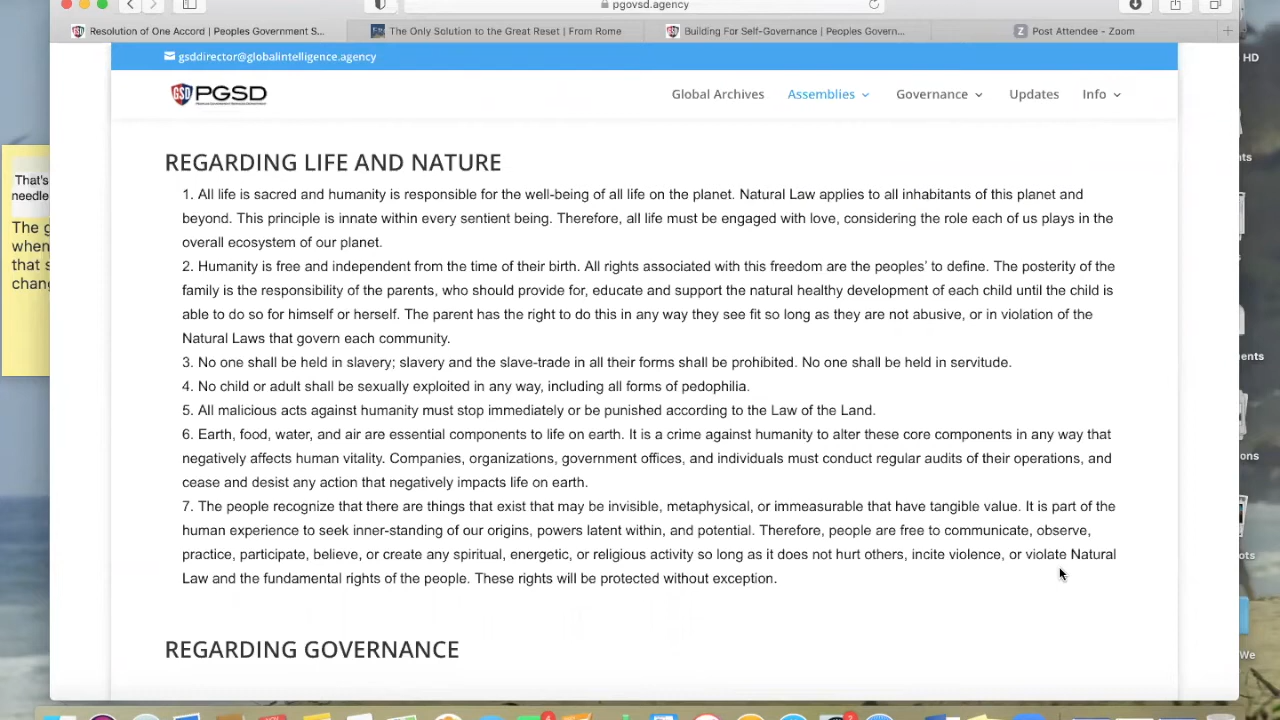 pgovsd.agency
Resolution of One Accord | Peoples Government S...
The Only Solution to the Great Reset | From Rome
Building For Self-Governance | Peoples Govern...
Z Post Attendee - Zoom
HD
gsddirector@globalintelligence.agency
GSD PGSD
Global Archives
Assemblies
Governance
Updates
Info
REGARDING LIFE AND NATURE
1. All life is sacred and humanity is responsible for the well-being of all life on the planet. Natural Law applies to all inhabitants of this planet and
beyond. This principle is innate within every sentient being. Therefore, all life must be engaged with love, considering the role each of us plays in the
overall ecosystem of our planet.
2. Humanity is free and independent from the time of their birth. All rights associated with this freedom are the peoples' to define. The posterity of the
family is the responsibility of the parents, who should provide for, educate and support the natural healthy development of each child until the child is
able to do so for himself or herself. The parent has the right to do this in any way they see fit so long as they are not abusive, or in violation of the
Natural Laws that govern each community.
3. No one shall be held in slavery; slavery and the slave-trade in all their forms shall be prohibited. No one shall be held in servitude.
4. No child or adult shall be sexually exploited in any way, including all forms of pedophilia.
5. All malicious acts against humanity must stop immediately or be punished according to the Law of the Land.
6. Earth, food, water, and air are essential components to life on earth. It is a crime against humanity to alter these core components in any way that
negatively affects human vitality. Companies, organizations, government offices, and individuals must conduct regular audits of their operations, and
cease and desist any action that negatively impacts life on earth.
7. The people recognize that there are things that exist that may be invisible, metaphysical, or immeasurable that have tangible value. It is part of the
human experience to seek inner-standing of our origins, powers latent within, and potential. Therefore, people are free to communicate, observe,
practice, participate, believe, or create any spiritual, energetic, or religious activity so long as it does not hurt others, incite violence, or violate Natural
Law and the fundamental rights of the people. These rights will be protected without exception.
REGARDING GOVERNANCE
That's
needle
The g
when
that s
chang
nts
ments
ons
ots
We